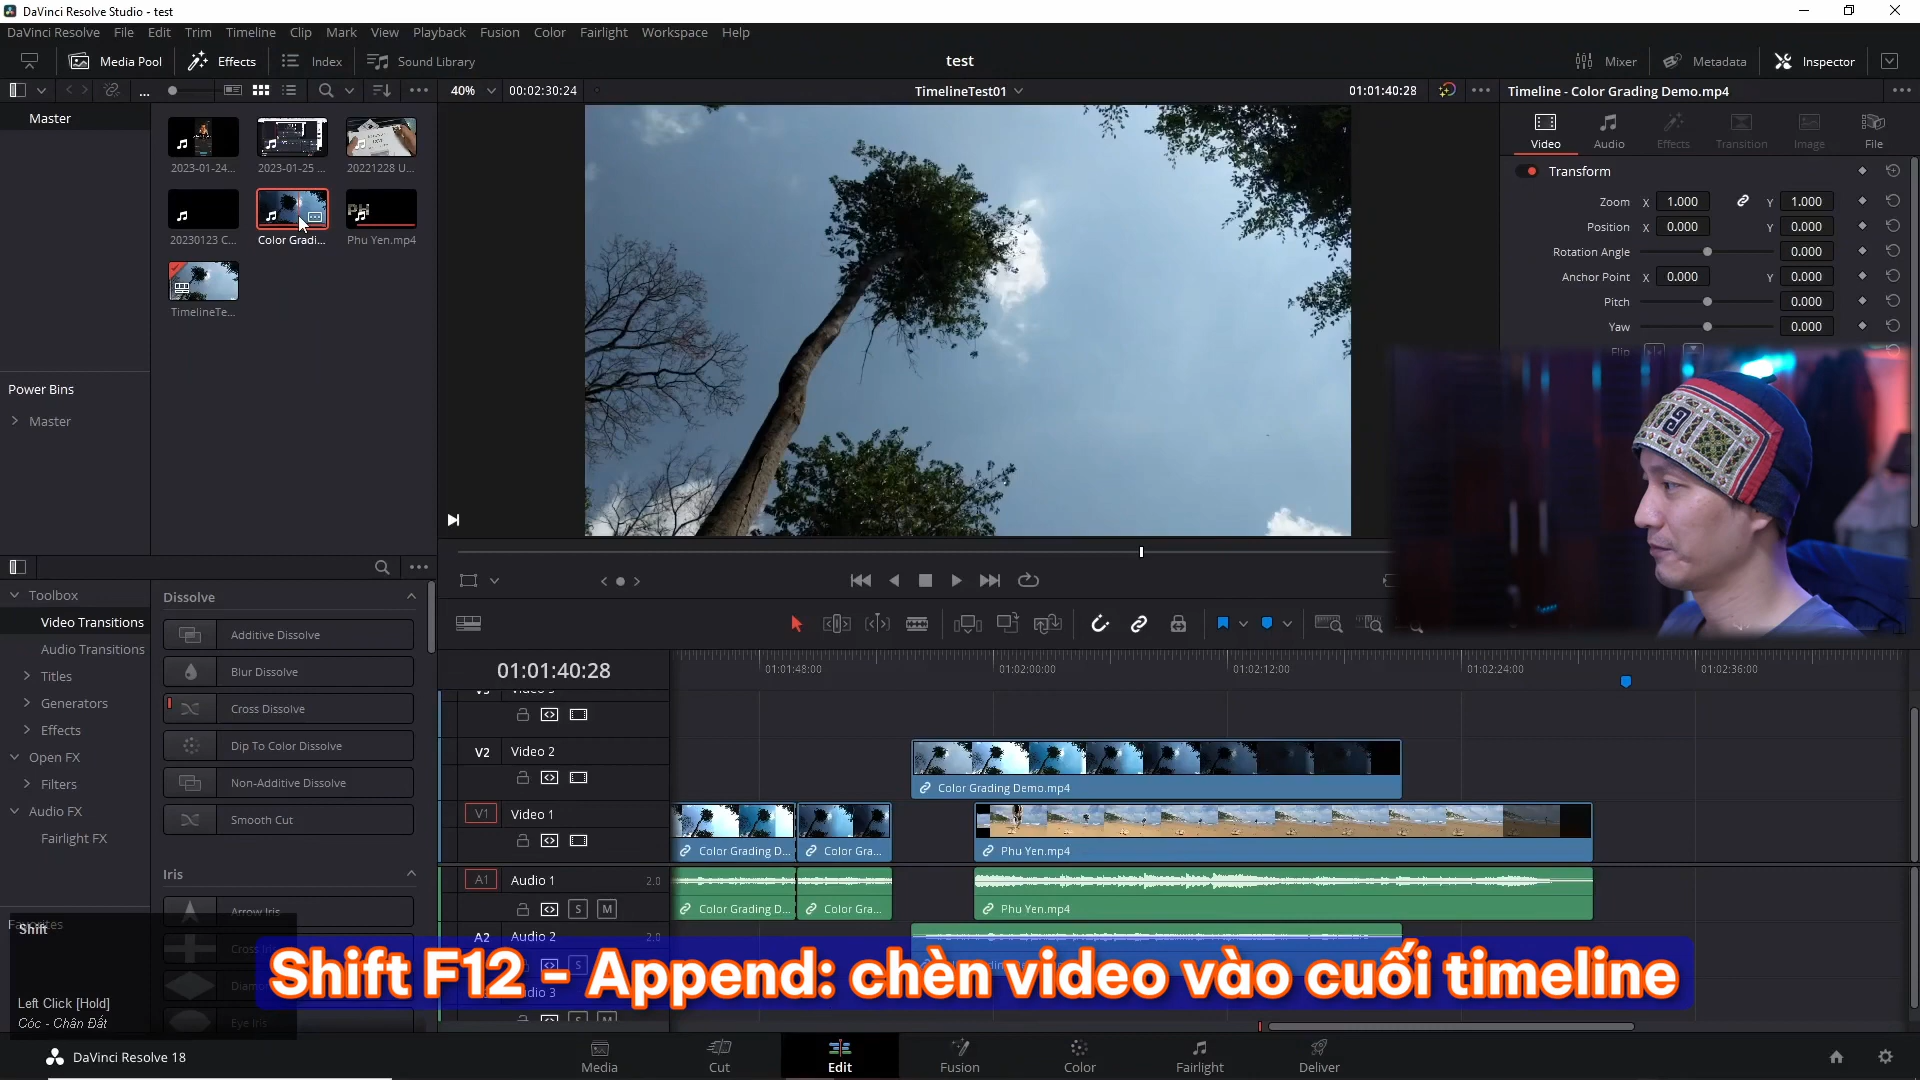 DaVinci Resolve Studio - test
DaVinci Resolve File Edit Trim Timeline Clip Mark View Playback Fusion Color Fairlight Workspace Help
Media Pool Effects Index Sound Library test Mixer Metadata Inspector
... 40% 00:02:30:24 TimelineTest01 01:01:40:28 Timeline - Color Grading Demo.mp4
Master
2023-01-24... 2023-01-25 ... 20221228 U...
20230123 C... Color Gradi... Phu Yen.mp4
TimelineTe...
Power Bins
Master
Video Audio Effects Transition Image File
Transform
Zoom X 1.000 Y 1.000
Position X 0.000 Y 0.000
Rotation Angle 0.000
Anchor Point X 0.000 Y 0.000
Pitch 0.000
Yaw 0.000
Flip
Toolbox
Video Transitions
Audio Transitions
Titles
Generators
Effects
Open FX
Filters
Audio FX
Fairlight FX
Favorites
Dissolve
Additive Dissolve
Blur Dissolve
Cross Dissolve
Dip To Color Dissolve
Non-Additive Dissolve
Smooth Cut
Iris
Arrow Iris
Cross Iris
Eye Iris
01:01:40:28 01:01:48:00 01:02:00:00 01:02:12:00 01:02:24:00 01:02:36:00
V2 Video 2
Color Grading Demo.mp4
V1 Video 1
Color Grading D... Color Gra... Phu Yen.mp4
A1 Audio 1 2.0
S M
Color Grading D... Color Gra... Phu Yen.mp4
A2 Audio 2 2.0
S
Audio 3
S M
Shift
Left Click [Hold]
Cóc - Chân Đất
Shift F12 - Append: chèn video vào cuối timeline
DaVinci Resolve 18
Media Cut Edit Fusion Color Fairlight Deliver